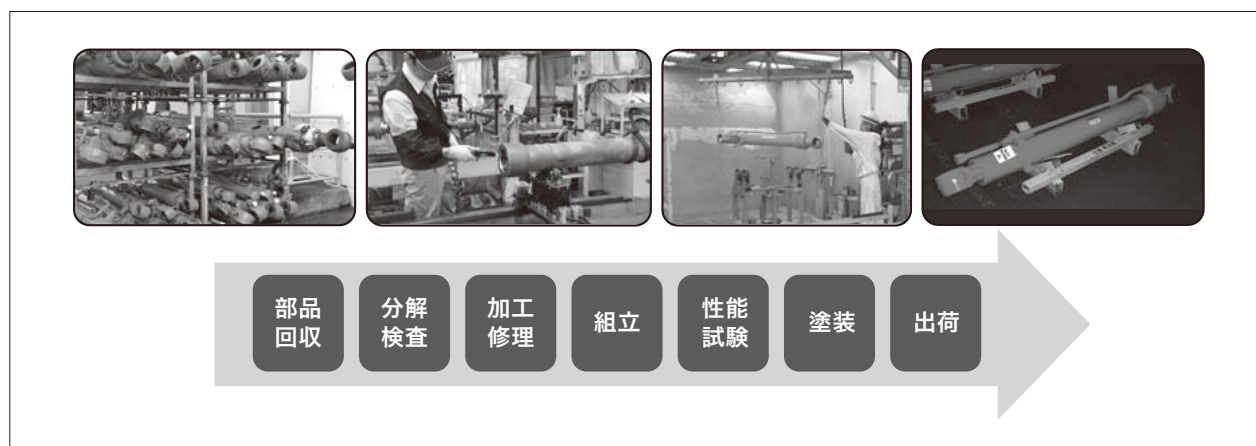 部品
回収
分解
検査
加工
修理
組立
性能
試験
塗装
出荷